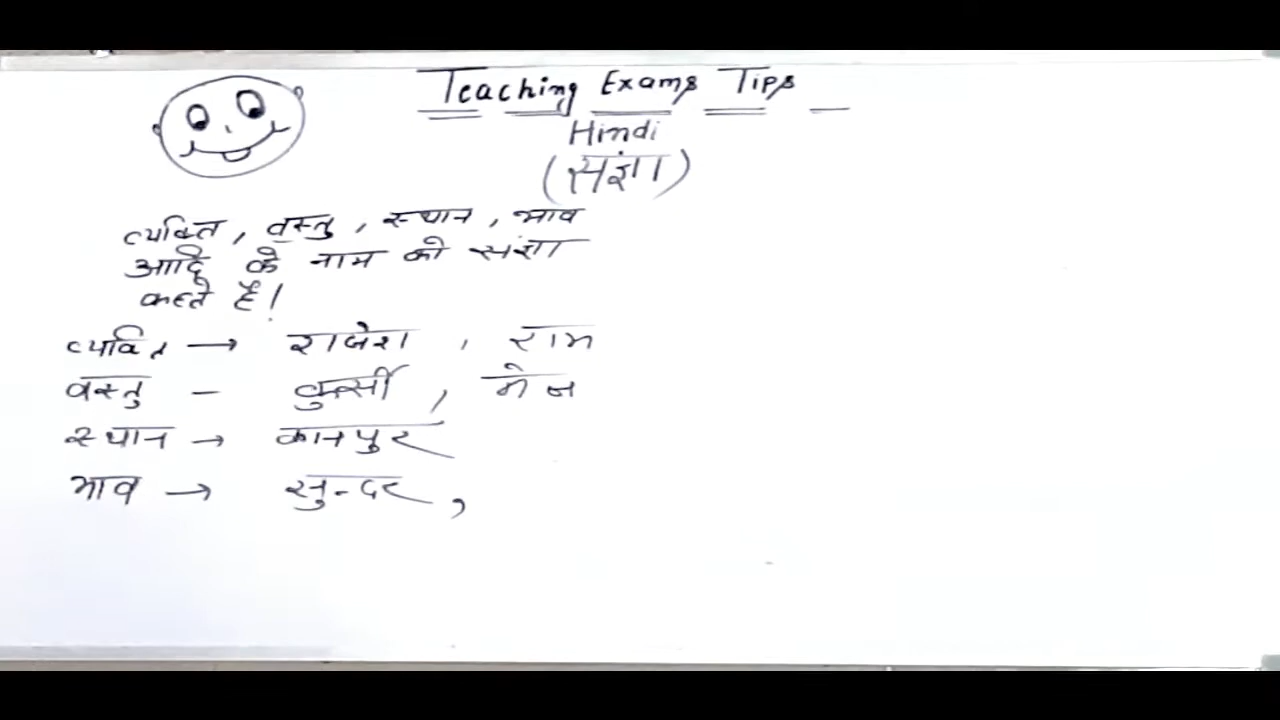 Teaching Exams Tips
Hindi
(संज्ञा)
व्यक्ति, वस्तु, स्थान, भाव
आदि के नाम को संज्ञा
कहते हैं!
व्यक्ति → राजेश, राम
वस्तु - कुर्सी, मेज
स्थान → कानपुर
भाव → सुन्दर,